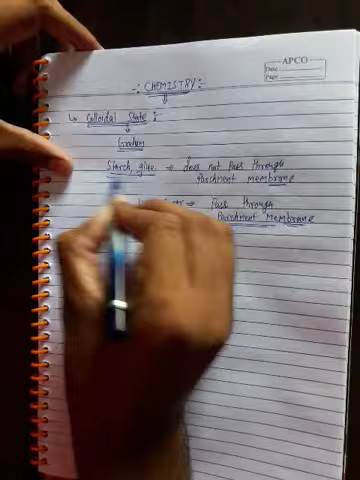 APCO
Date
Page
-: CHEMISTRY :-
↳ Colloidal State :-
Graham
Starch, glue ⇒ does not Pass through
Parchment membrane
⇒ Pass through
Parchment Membrane